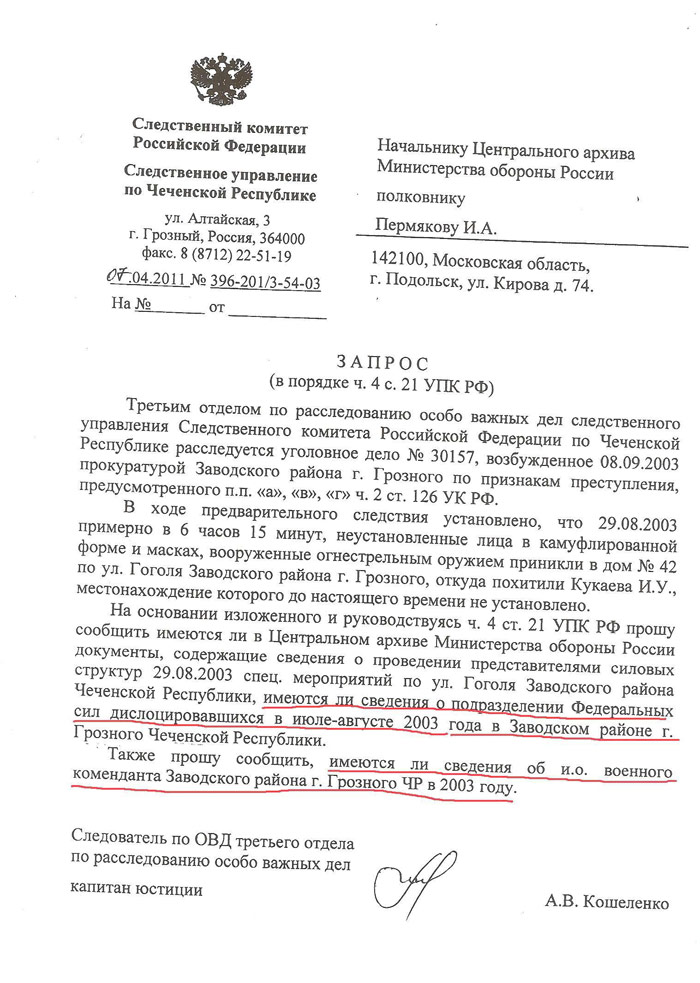 Следственный комитет
Российской Федерации
Следственное управление
по Чеченской Республике
ул. Алтайская, 3
г. Грозный, Россия, 364000
факс. 8 (8712) 22-51-19
07.04.2011 № 396-201/3-54-03
На № от
Начальнику Центрального архива
Министерства обороны России
полковнику
Пермякову И.А.
142100, Московская область,
г. Подольск, ул. Кирова д. 74.
З А П Р О С
(в порядке ч. 4 с. 21 УПК РФ)
Третьим отделом по расследованию особо важных дел следственного
управления Следственного комитета Российской Федерации по Чеченской
Республике расследуется уголовное дело № 30157, возбужденное 08.09.2003
прокуратурой Заводского района г. Грозного по признакам преступления,
предусмотренного п.п. «а», «в», «г» ч. 2 ст. 126 УК РФ.
В ходе предварительного следствия установлено, что 29.08.2003
примерно в 6 часов 15 минут, неустановленные лица в камуфлированной
форме и масках, вооруженные огнестрельным оружием приникли в дом № 42
по ул. Гоголя Заводского района г. Грозного, откуда похитили Кукаева И.У.,
местонахождение которого до настоящего времени не установлено.
На основании изложенного и руководствуясь ч. 4 ст. 21 УПК РФ прошу
сообщить имеются ли в Центральном архиве Министерства обороны России
документы, содержащие сведения о проведении представителями силовых
структур 29.08.2003 спец. мероприятий по ул. Гоголя Заводского района
Чеченской Республики, имеются ли сведения о подразделении Федеральных
сил дислоцировавшихся в июле-августе 2003 года в Заводском районе г.
Грозного Чеченской Республики.
Также прошу сообщить, имеются ли сведения об и.о. военного
коменданта Заводского района г. Грозного ЧР в 2003 году.
Следователь по ОВД третьего отдела
по расследованию особо важных дел
капитан юстиции
А.В. Кошеленко